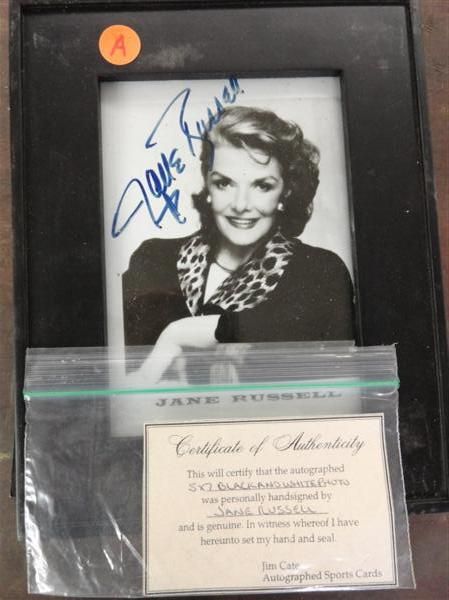 A
Jane Russell
JANE RUSSELL
Certificate of Authenticity
This will certify that the autographed
5X7 BLACK AND WHITE PHOTO
was personally handsigned by
JANE RUSSELL
and is genuine. In witness whereof I have
hereunto set my hand and seal.
Jim Cate
Autographed Sports Cards